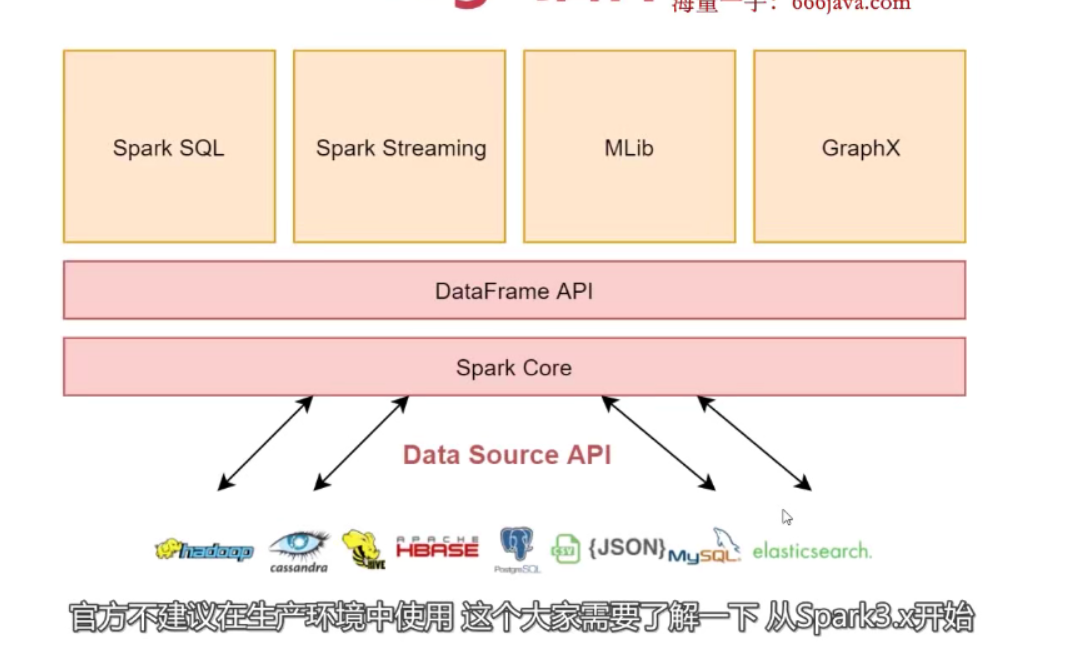 海量一手：666java.com
Spark SQL
Spark Streaming
MLib
GraphX
DataFrame API
Spark Core
Data Source API
hadoop
cassandra
HIVE
APACHE
HBASE
PostgreSQL
CSV
{JSON}
MySQL
elasticsearch.
官方不建议在生产环境中使用 这个大家需要了解一下 从Spark3.x开始